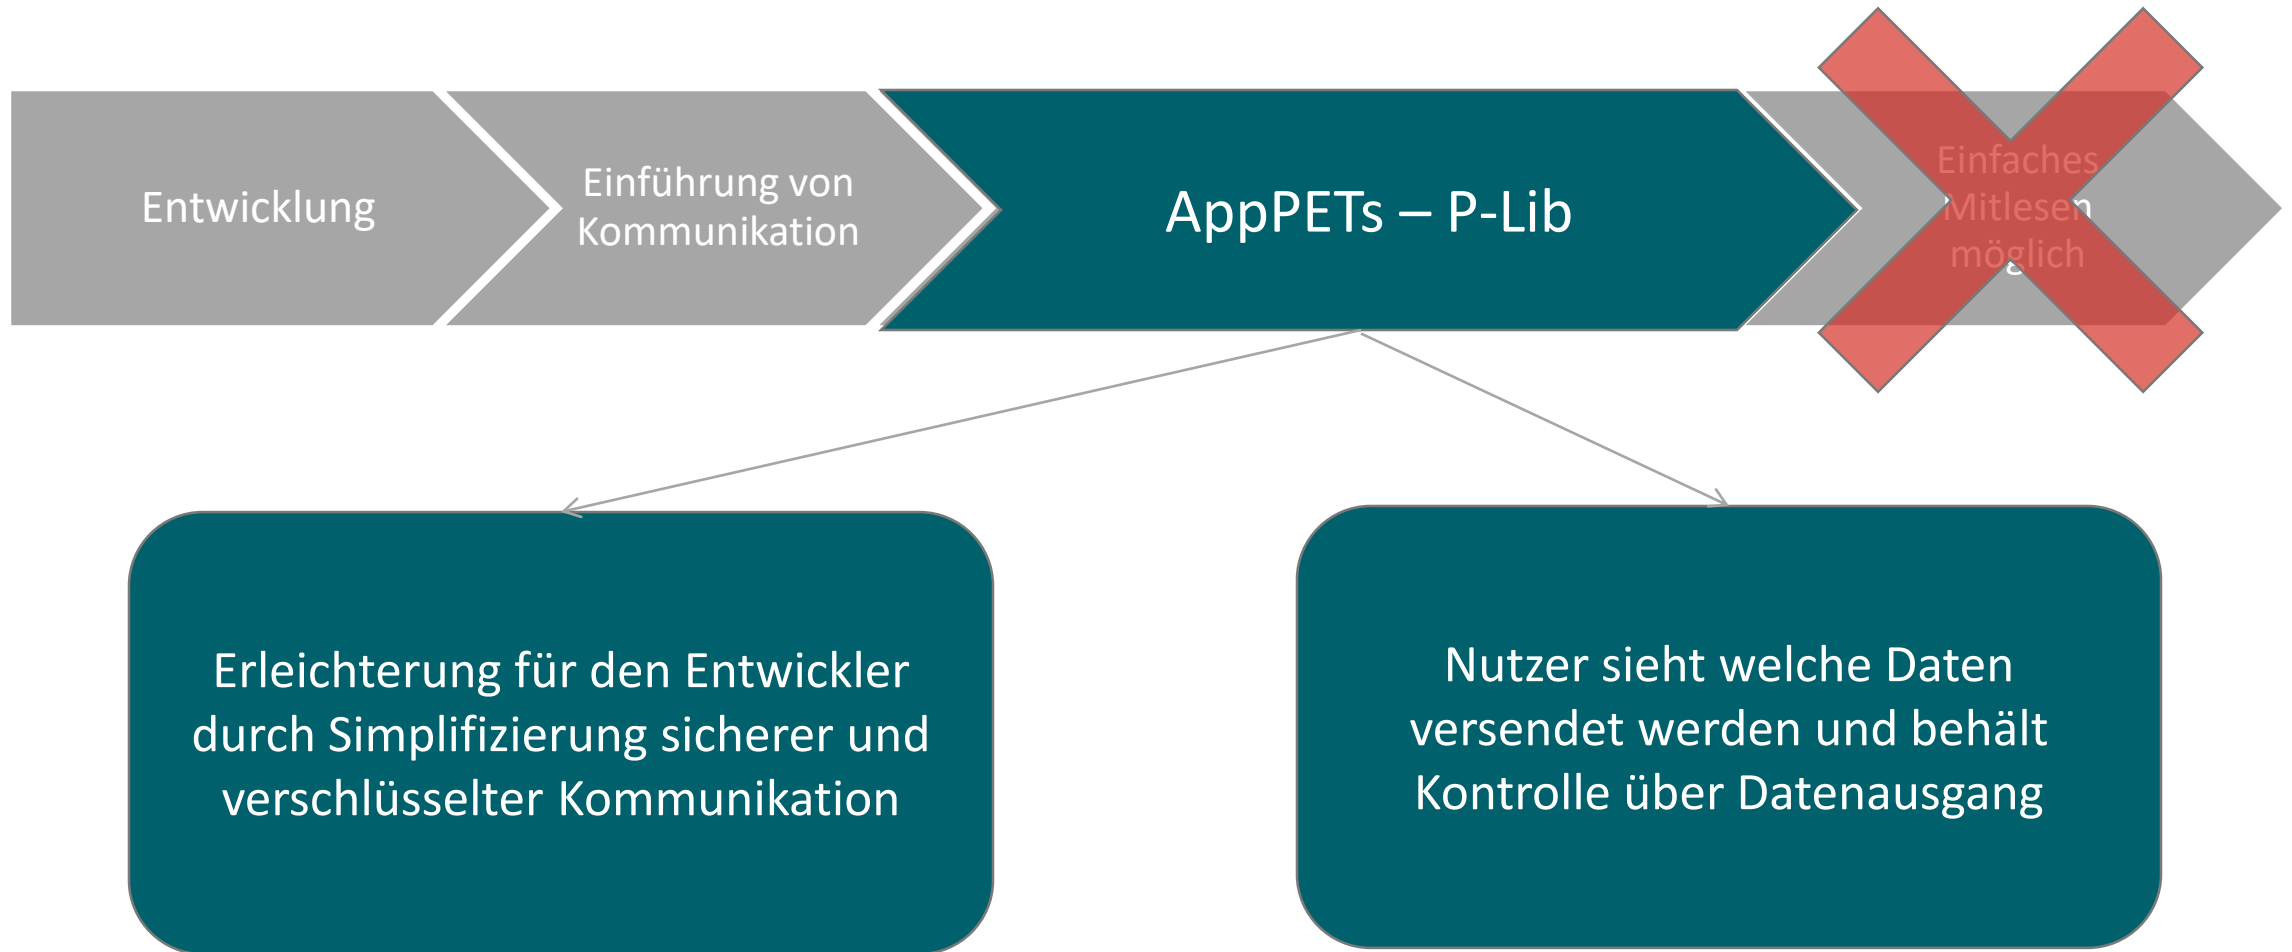 Entwicklung
Einführung von
Kommunikation
AppPETs – P-Lib
Einfaches
Mitlesen
möglich
Erleichterung für den Entwickler
durch Simplifizierung sicherer und
verschlüsselter Kommunikation
Nutzer sieht welche Daten
versendet werden und behält
Kontrolle über Datenausgang